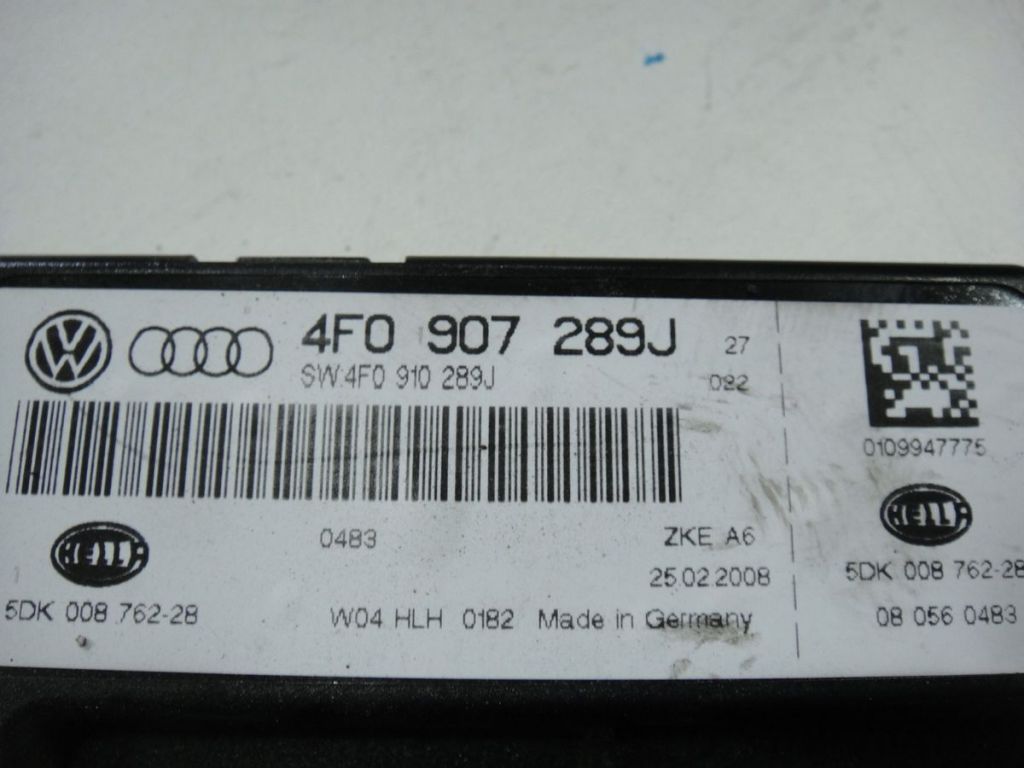 4F0 907 289J 27
SW:4F0 910 289J 082
0109947775
HELLA
0483 ZKE A6
25.02.2008
5DK 008 762-28
W04 HLH 0182 Made in Germany
HELLA
5DK 008 762-28
08 056 0483